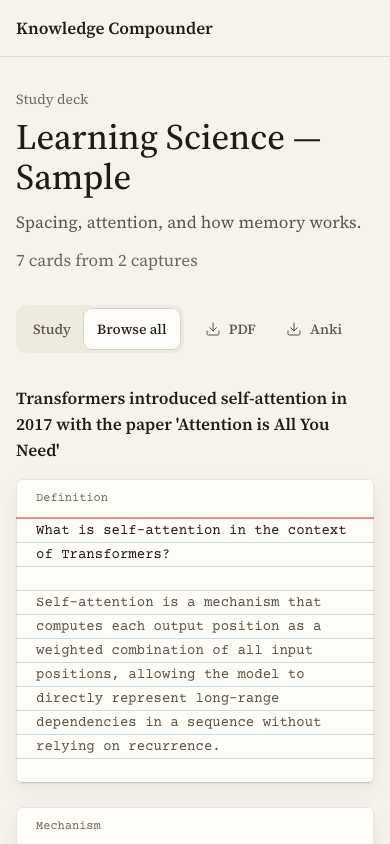 Knowledge Compounder
Study deck
Learning Science —
Sample
Spacing, attention, and how memory works.
7 cards from 2 captures
Study Browse all PDF Anki
Transformers introduced self-attention in
2017 with the paper 'Attention is All You
Need'
Definition
What is self-attention in the context
of Transformers?
Self-attention is a mechanism that
computes each output position as a
weighted combination of all input
positions, allowing the model to
directly represent long-range
dependencies in a sequence without
relying on recurrence.
Mechanism